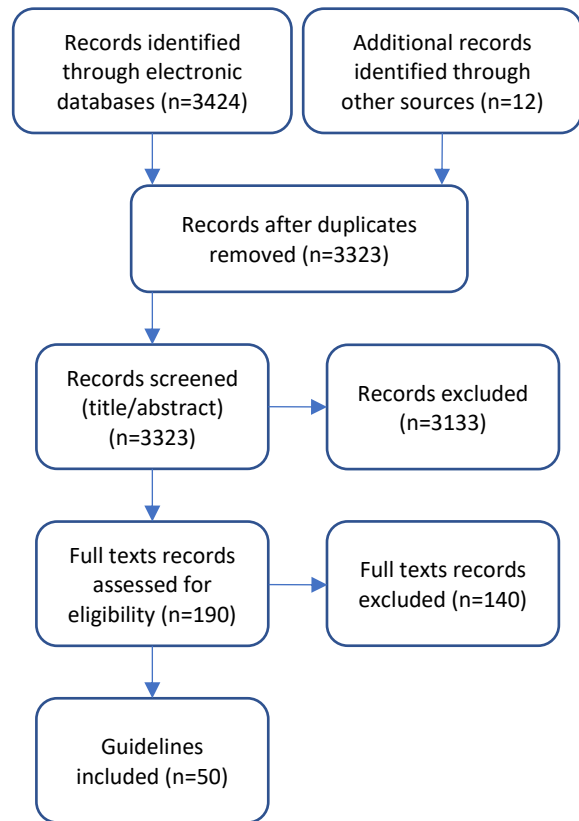 Records identified
through electronic
databases (n=3424)
Additional records
identified through
other sources (n=12)
Records after duplicates
removed (n=3323)
Records screened
(title/abstract)
(n=3323)
Records excluded
(n=3133)
Full texts records
assessed for
eligibility (n=190)
Full texts records
excluded (n=140)
Guidelines
included (n=50)